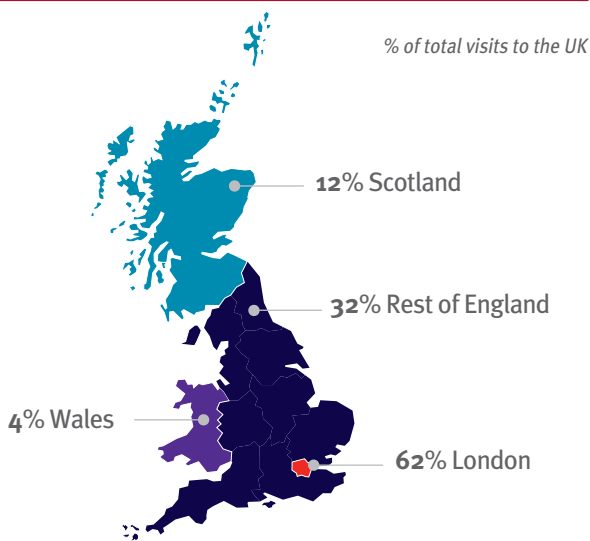 % of total visits to the UK
12% Scotland
32% Rest of England
4% Wales
62% London